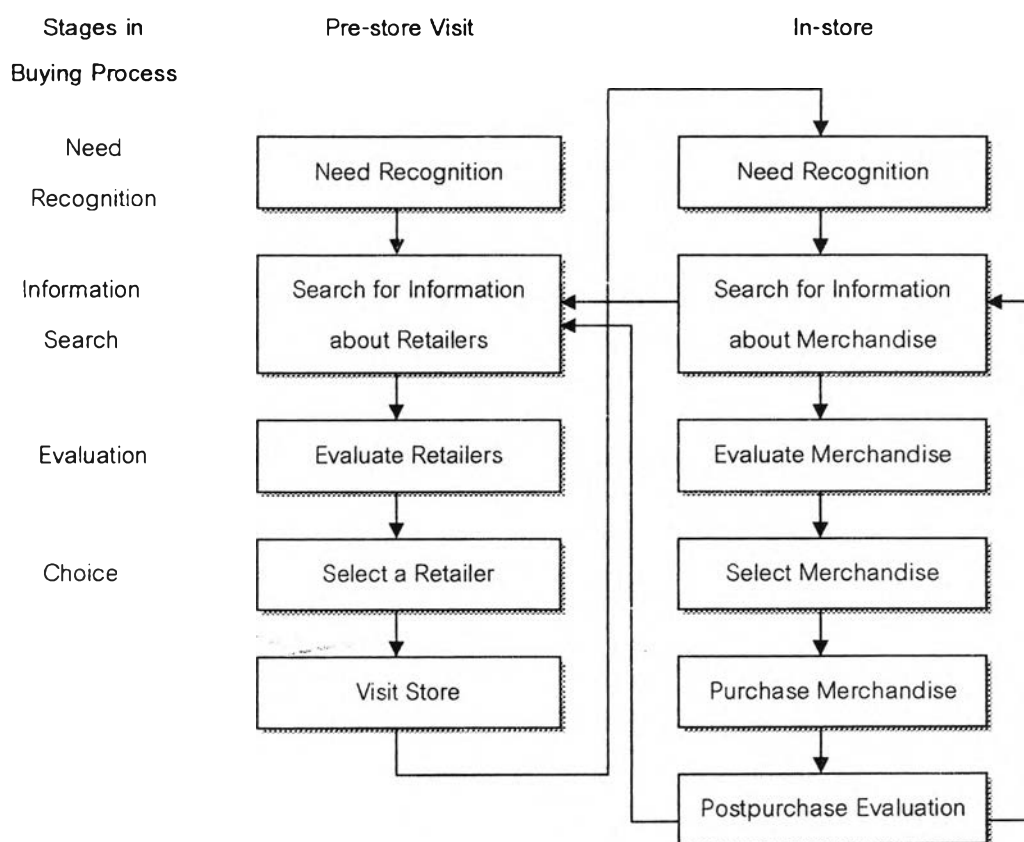 Stages in
Buying Process
Pre-store Visit
In-store
Need
Recognition
Need Recognition
Need Recognition
Information
Search
Search for Information
about Retailers
Search for Information
about Merchandise
Evaluation
Evaluate Retailers
Evaluate Merchandise
Choice
Select a Retailer
Select Merchandise
Visit Store
Purchase Merchandise
Postpurchase Evaluation